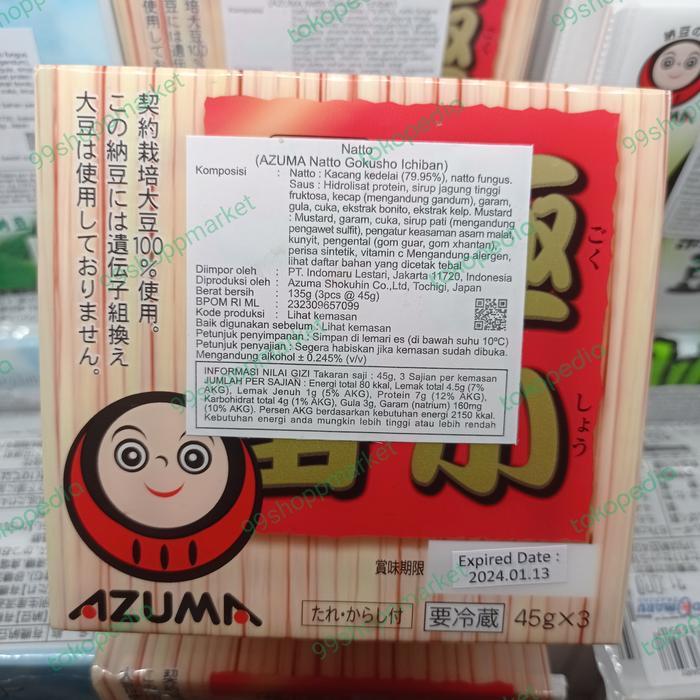 契約栽培大豆100%使用。
この納豆には遺伝子組換え
大豆は使用しておりません。
Natto
(AZUMA Natto Gokusho Ichiban)
Komposisi : Natto : Kacang kedelai (79.95%), natto fungus.
Saus : Hidrolisat protein, sirup jagung tinggi
fruktosa, kecap (mengandung gandum), garam,
gula, cuka, ekstrak bonito, ekstrak kelp. Mustard
: Mustard, garam, cuka, sirup pati (mengandung
pengawet sulfit), pengatur keasaman asam malat,
kunyit, pengental (gom guar, gom xhantan),
perisa sintetik, vitamin c Mengandung alergen,
lihat daftar bahan yang dicetak tebal
Diimpor oleh : PT. Indomaru Lestari, Jakarta 11720, Indonesia
Diproduksi oleh : Azuma Shokuhin Co.,Ltd, Tochigi, Japan
Berat bersih : 135g (3pcs @ 45g)
BPOM RI ML : 232309657099
Kode produksi : Lihat kemasan
Baik digunakan sebelum : Lihat kemasan
Petunjuk penyimpanan : Simpan di lemari es (di bawah suhu 10ºC)
Petunjuk penyajian : Segera habiskan jika kemasan sudah dibuka.
Mengandung alkohol ± 0.245% (v/v)
INFORMASI NILAI GIZI Takaran saji : 45g, 3 Sajian per kemasan
JUMLAH PER SAJIAN : Energi total 80 kkal, Lemak total 4.5g (7%
AKG), Lemak Jenuh 1g (5% AKG), Protein 7g (12% AKG),
Karbohidrat total 4g (1% AKG), Gula 3g, Garam (natrium) 160mg
(10% AKG). Persen AKG berdasarkan kebutuhan energi 2150 kkal.
Kebutuhan energi anda mungkin lebih tinggi atau lebih rendah
ごく
しょう
賞味期限
Expired Date :
2024.01.13
AZUMA
たれ・からし付
要冷蔵
45g×3
99shoppmarket
tokopedia